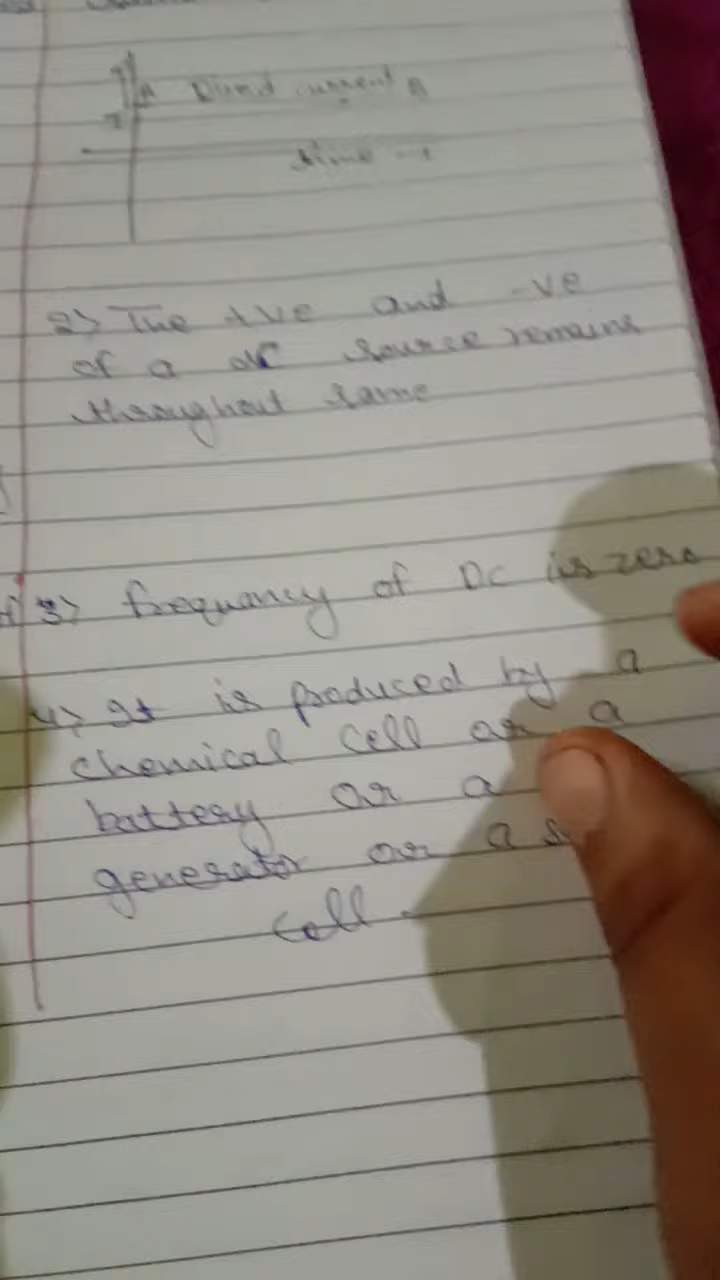 A Direct current B
time →
2> The +ve and -ve
of a dc source remains
throughout same
3> frequency of DC is zero
4> It is produced by a
chemical cell or a
battery or a
generator or a
cell.